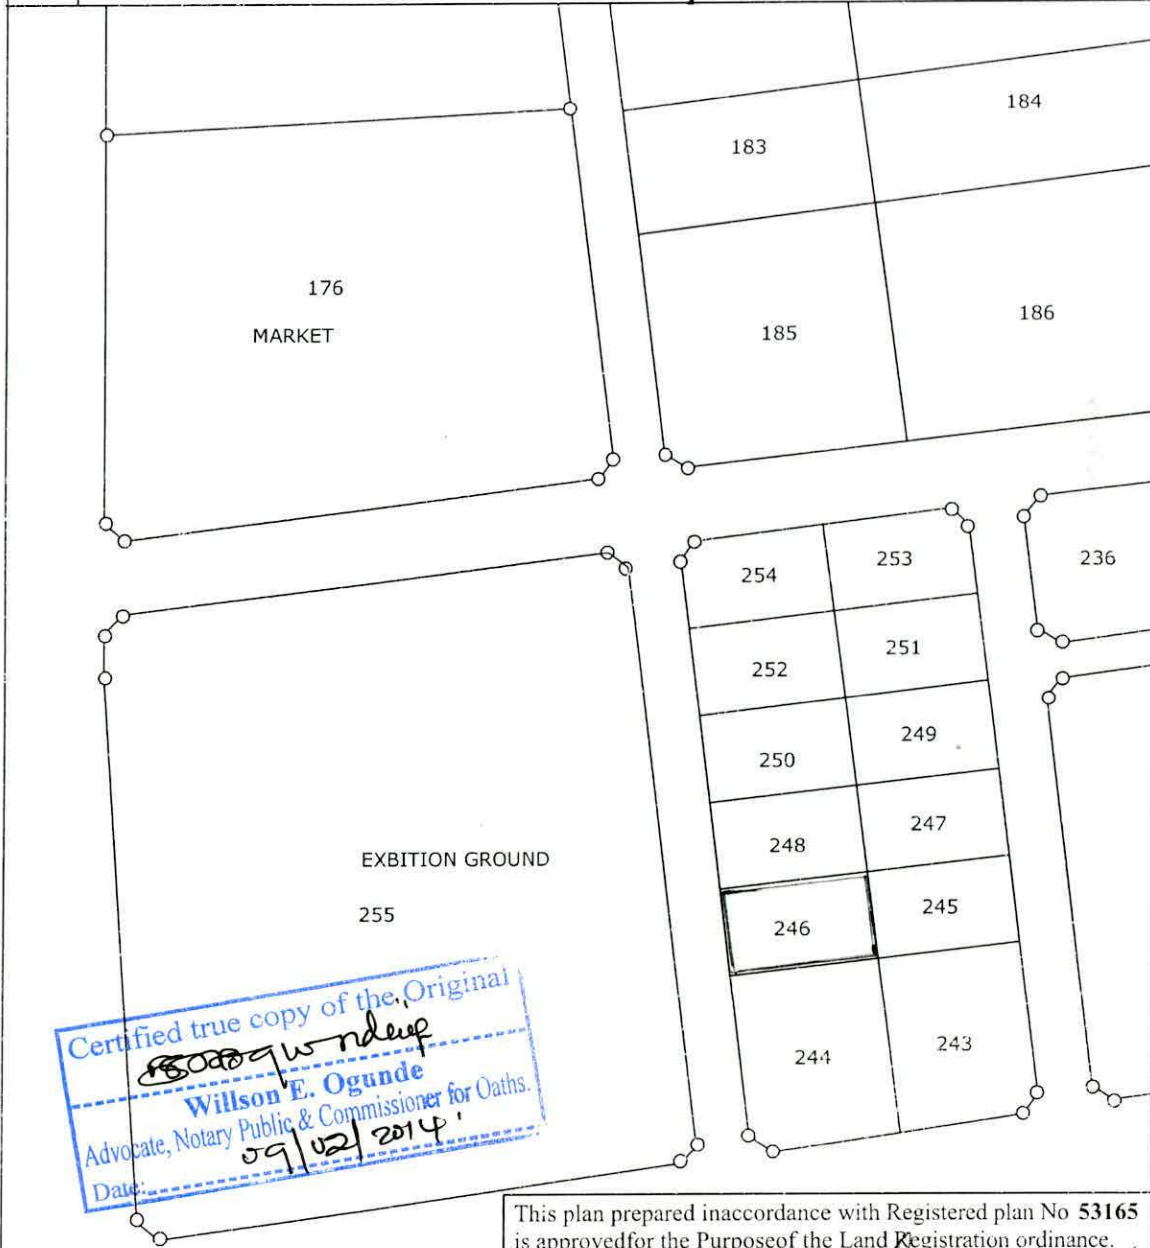 184
183
176
MARKET
185
186
254
253
236
252
251
250
249
248
247
EXBITION GROUND
255
246
245
244
243
Certified true copy of the Original
Willson E. Ogunde
Advocate, Notary Public & Commissioner for Oaths.
09/02/2014
Date:
This plan prepared inaccordance with Registered plan No 53165
is approvedfor the Purposeof the Land Registration ordinance.